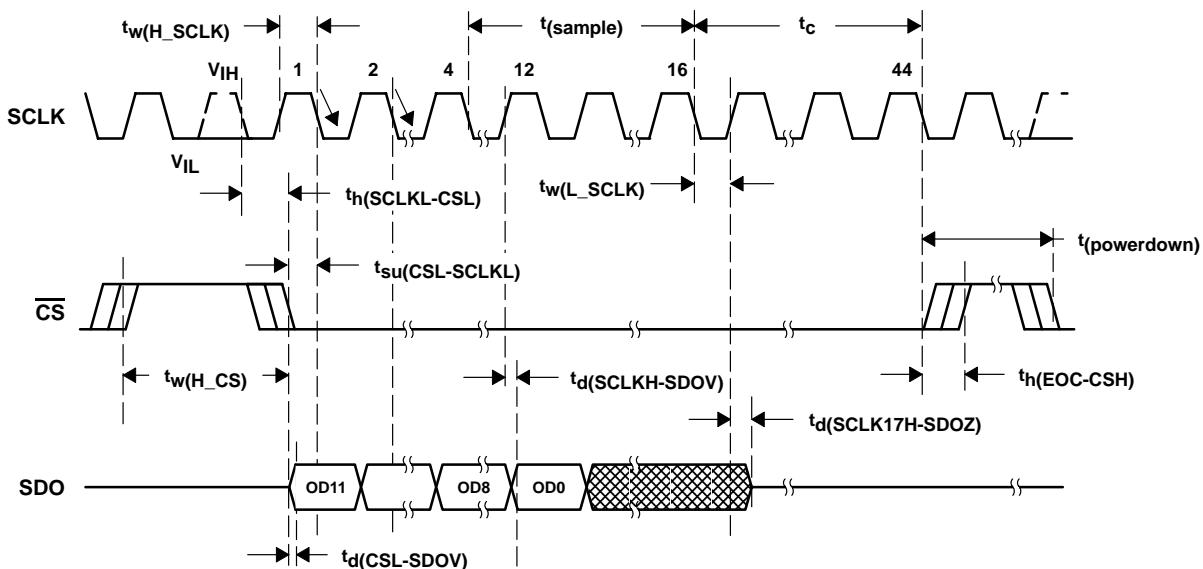 tw(H_SCLK)
t(sample)
tc
VIH
1
2
4
12
16
44
SCLK
VIL
th(SCLKL-CSL)
tw(L_SCLK)
t(powerdown)
tsu(CSL-SCLKL)
CS
tw(H_CS)
td(SCLKH-SDOV)
th(EOC-CSH)
td(SCLK17H-SDOZ)
SDO
OD11
OD8
OD0
td(CSL-SDOV)